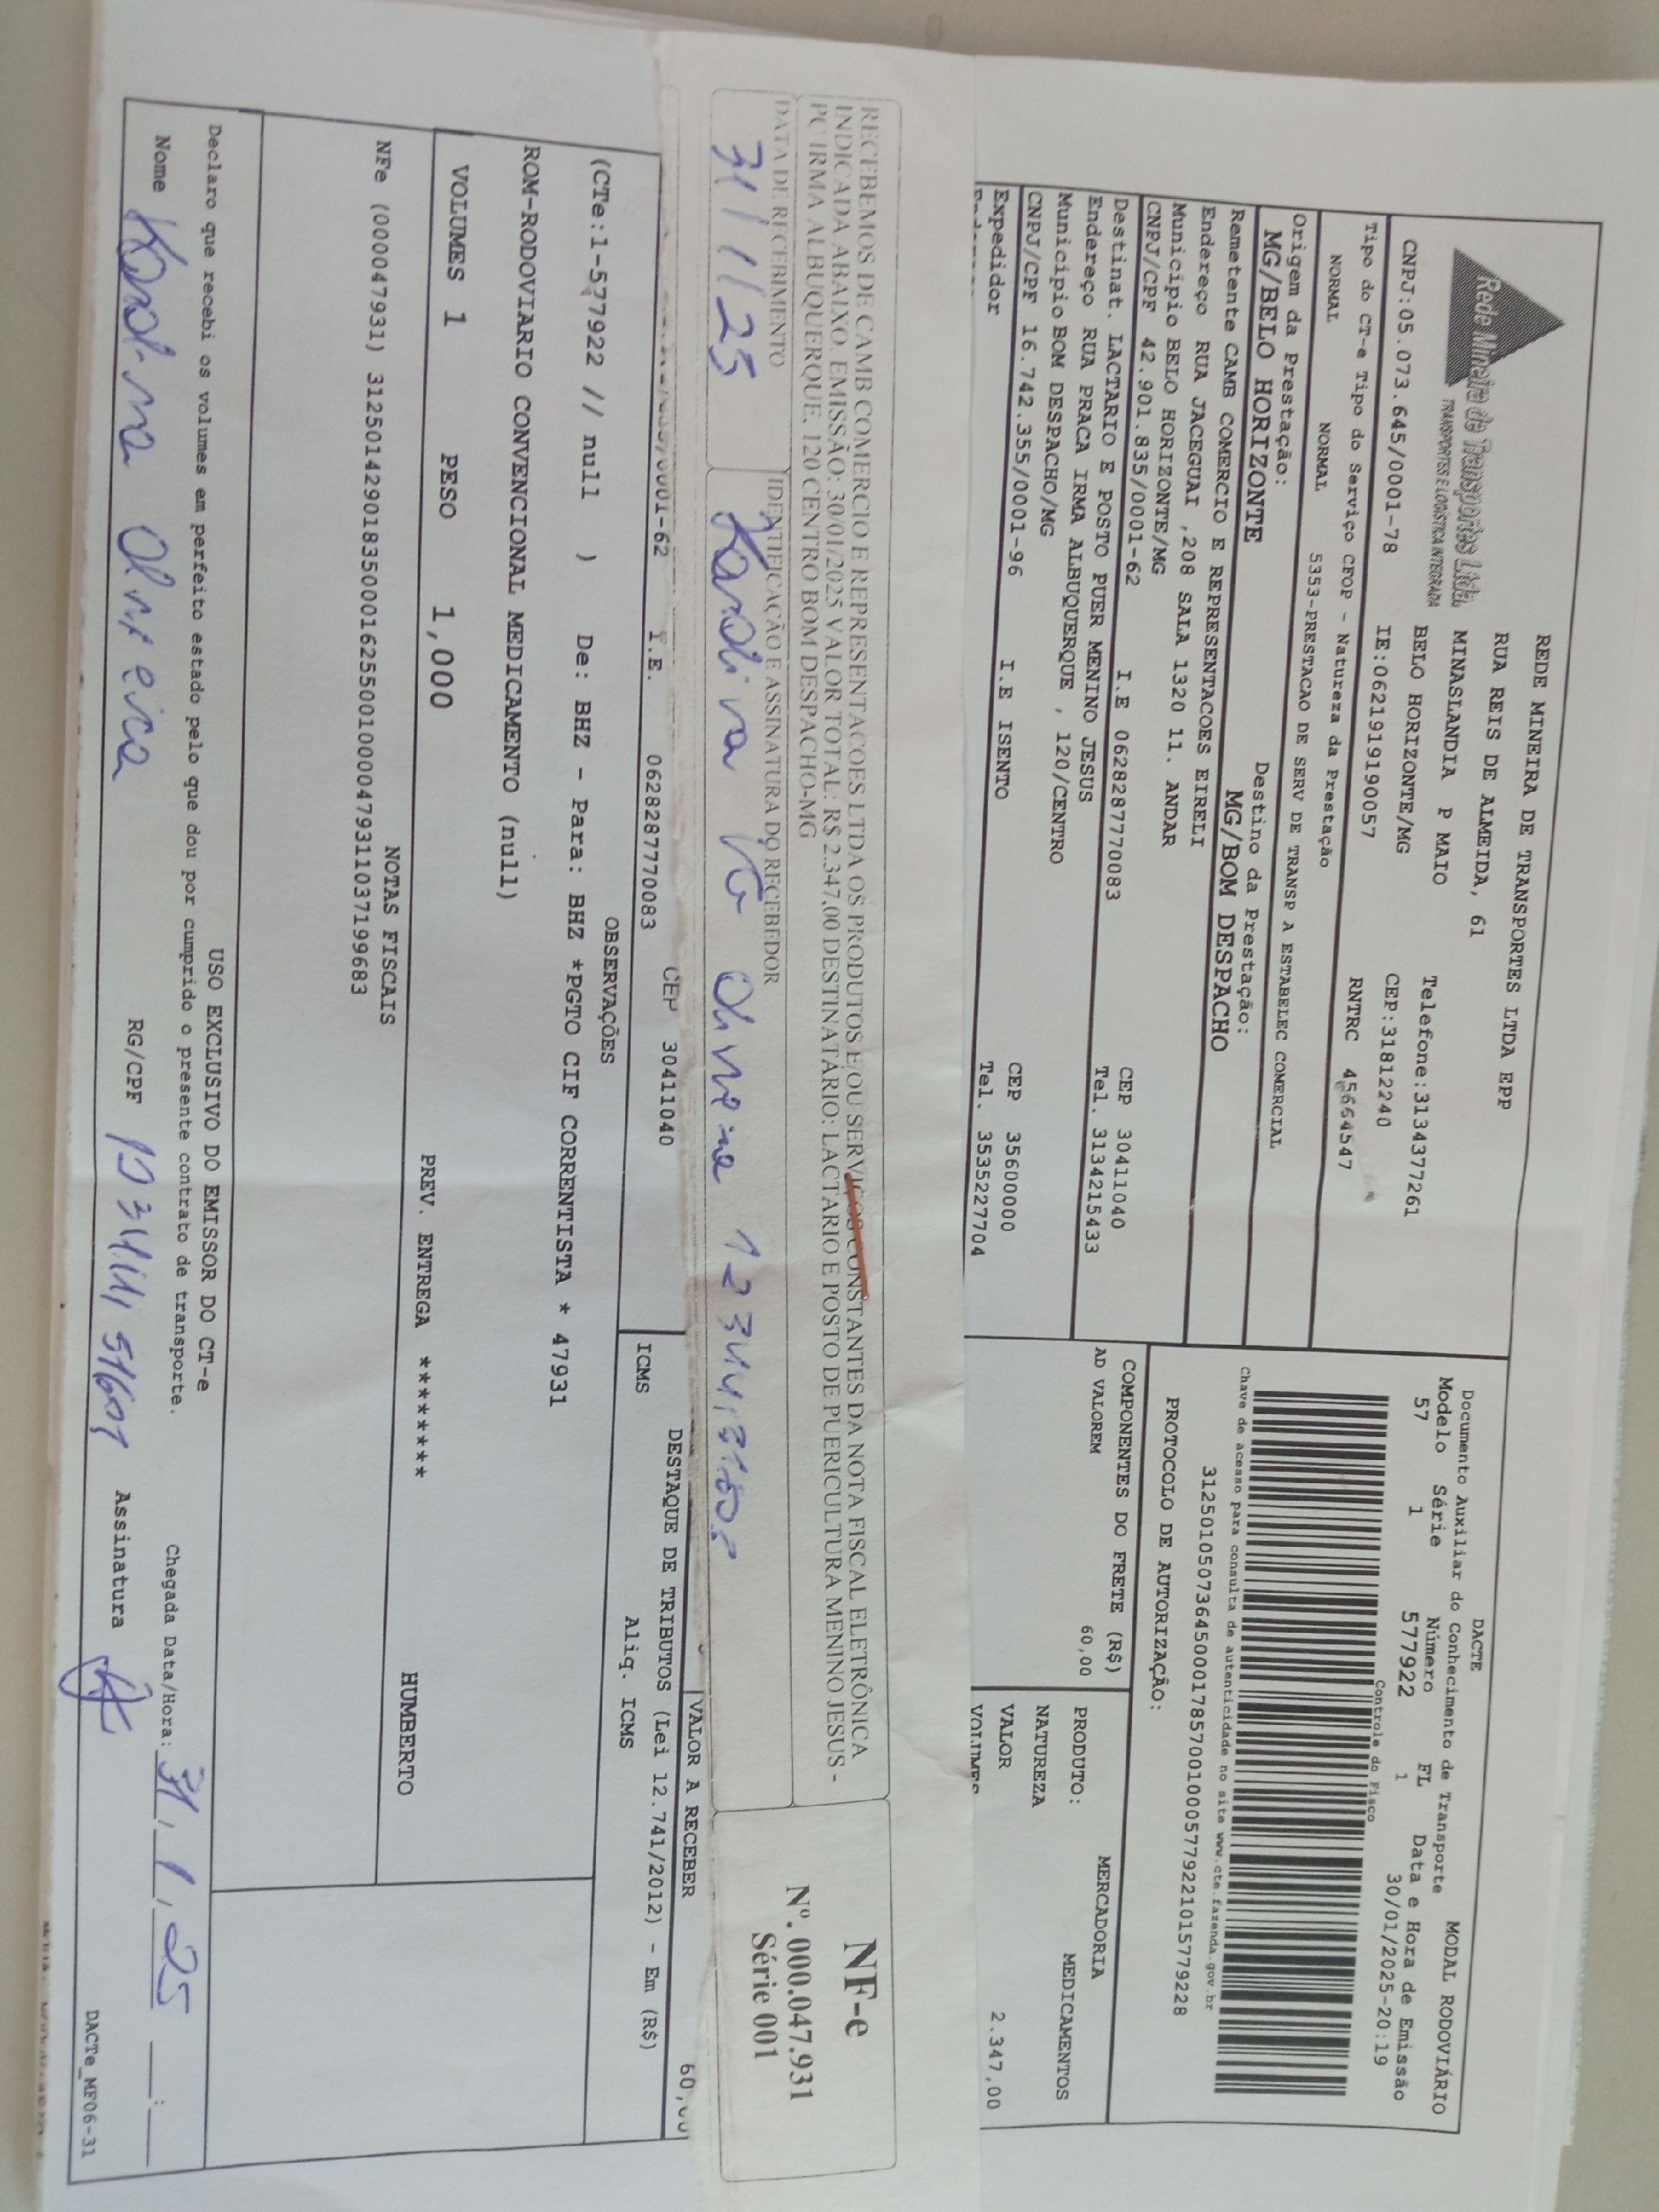 Rede Mineira de Transportes Ltda.
TRANSPORTES E LOGÍSTICA INTEGRADA
REDE MINEIRA DE TRANSPORTES LTDA EPP
RUA REIS DE ALMEIDA, 61
MINASLANDIA P MAIO
BELO HORIZONTE/MG
Telefone:3134377261
CNPJ:05.073.645/0001-78 IE:0621919190057 CEP:31812240
RNTRC 45664547
Tipo do CT-e Tipo do Serviço CFOP - Natureza da Prestação
NORMAL NORMAL 5353-PRESTACAO DE SERV DE TRANSP A ESTABELEC COMERCIAL
Origem da Prestação: Destino da Prestação:
MG/BELO HORIZONTE MG/BOM DESPACHO
Remetente CAMB COMERCIO E REPRESENTACOES EIRELI
Endereço RUA JACEGUAI ,208 SALA 1320 11. ANDAR
Município BELO HORIZONTE/MG CEP 30411040
CNPJ/CPF 42.901.835/0001-62 I.E 0628287770083 Tel. 3134215433
Destinat. LACTARIO E POSTO PUER MENINO JESUS
Endereço RUA PRACA IRMA ALBUQUERQUE , 120/CENTRO
Município BOM DESPACHO/MG CEP 35600000
CNPJ/CPF 16.742.355/0001-96 I.E ISENTO Tel. 3535227704
Expedidor
DACTE MODAL RODOVIÁRIO
Documento Auxiliar do Conhecimento de Transporte
Modelo Série Número FL Data e Hora de Emissão
57 1 577922 1 30/01/2025-20:19
Controle do Fisco
Chave de acesso para consulta de autenticidade no site www.cte.fazenda.gov.br
31250105073645000178570010005779221015779228
PROTOCOLO DE AUTORIZAÇÃO:
COMPONENTES DO FRETE (R$) MERCADORIA
AD VALOREM 60,00 PRODUTO: MEDICAMENTOS
NATUREZA
VALOR 2.347,00
VOLUMES
RECEBEMOS DE CAMB COMERCIO E REPRESENTACOES LTDA OS PRODUTOS E/OU SERVIÇOS CONSTANTES DA NOTA FISCAL ELETRÔNICA
INDICADA ABAIXO. EMISSÃO: 30/01/2025 VALOR TOTAL: R$ 2.347,00 DESTINATÁRIO: LACTARIO E POSTO DE PUERICULTURA MENINO JESUS -
PC IRMA ALBUQUERQUE, 120 CENTRO BOM DESPACHO-MG
DATA DE RECEBIMENTO IDENTIFICAÇÃO E ASSINATURA DO RECEBEDOR
31/1/25 Karolina
NF-e
Nº. 000.047.931
Série 001
VALOR A RECEBER 60,00
0001-62 I.E. 0628287770083 CEP 30411040
DESTAQUE DE TRIBUTOS (Lei 12.741/2012) - Em (R$)
ICMS Aliq. ICMS
OBSERVAÇÕES
(CTe:1-577922 // null ) De: BHZ - Para: BHZ *PGTO CIF CORRENTISTA * 47931
ROM-RODOVIARIO CONVENCIONAL MEDICAMENTO (null)
VOLUMES 1 PESO 1,000 PREV. ENTREGA ******** HUMBERTO
NOTAS FISCAIS
NFe (000047931) 31250142901835000162550010000479311037199683
USO EXCLUSIVO DO EMISSOR DO CT-e
Declaro que recebi os volumes em perfeito estado pelo que dou por cumprido o presente contrato de transporte.
Chegada Data/Hora: 31/1/25 __:__
Nome Karolina Oliveira RG/CPF Assinatura
DACTe_MF06-31